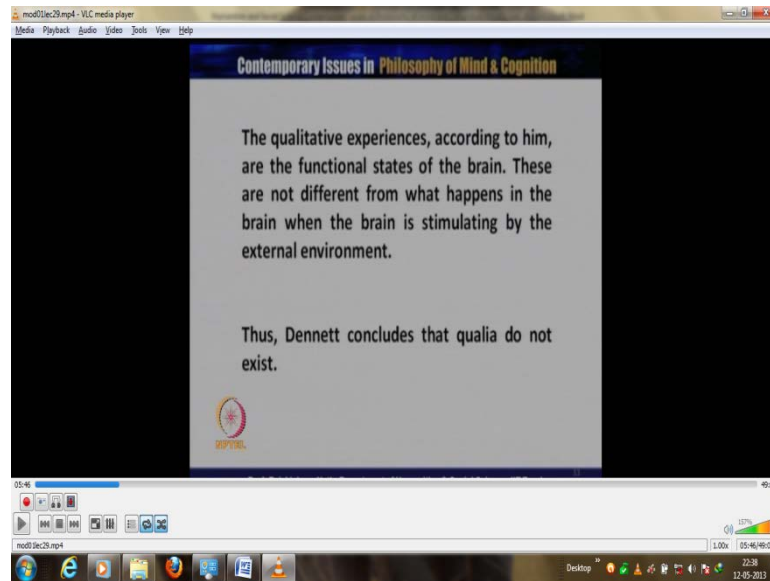 mod01lec29.mp4 - VLC media player
Media Playback Audio Video Tools View Help
Contemporary Issues in Philosophy of Mind & Cognition
The qualitative experiences, according to him,
are the functional states of the brain. These
are not different from what happens in the
brain when the brain is stimulating by the
external environment.
Thus, Dennett concludes that qualia do not
exist.
NPTEL
05:46
157%
mod01lec29.mp4
1.00x
05:46/49:0
Desktop
22:38
12-05-2013